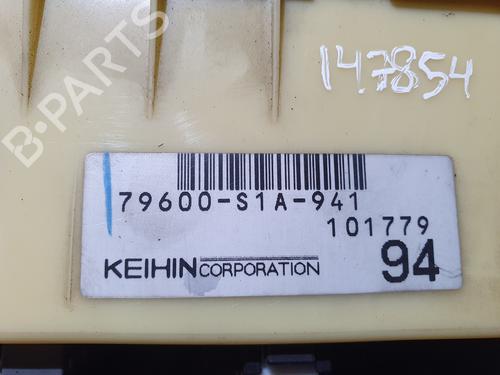 B-PARTS
147854
79600-S1A-941
101779
KEIHIN CORPORATION 94